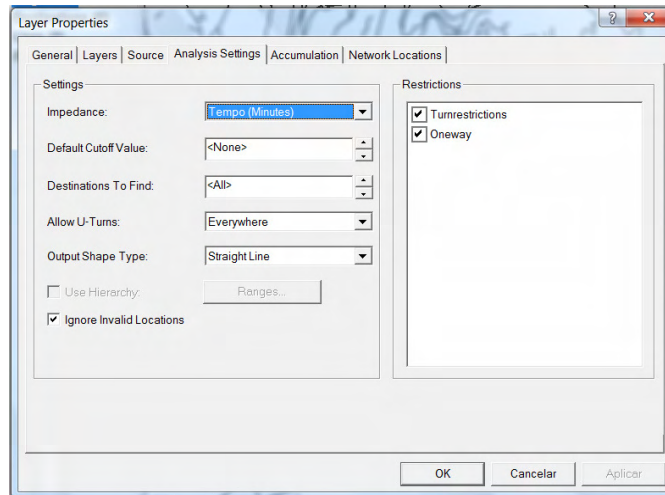 Layer Properties
General Layers Source Analysis Settings Accumulation Network Locations
Settings
Impedance: Tempo (Minutes)
Default Cutoff Value: <None>
Destinations To Find: <All>
Allow U-Turns: Everywhere
Output Shape Type: Straight Line
Use Hierarchy Ranges...
Ignore Invalid Locations
Restrictions
Turnrestrictions
Oneway
OK Cancelar Aplicar